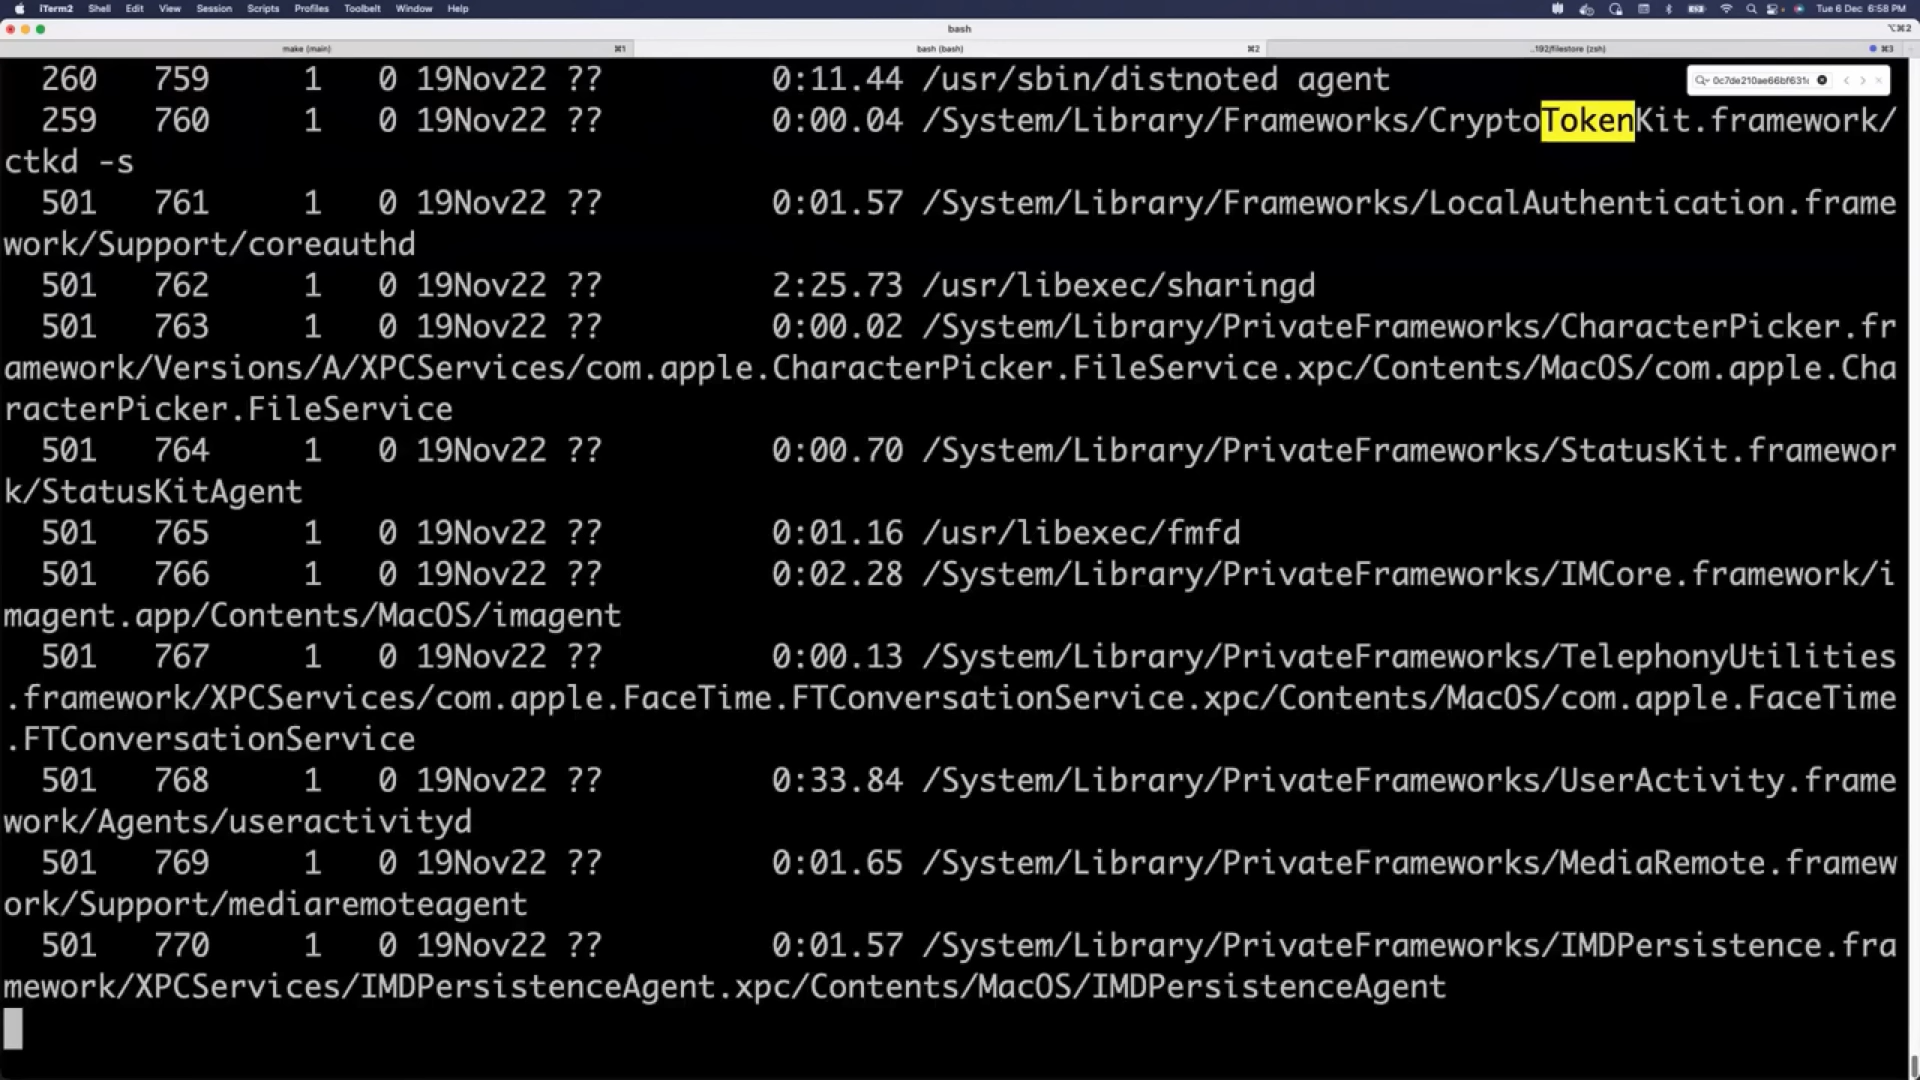 iTerm2 Shell Edit View Session Scripts Profiles Toolbelt Window Help Tue 6 Dec 6:58 PM
bash ⌥⌘2
make (main) ⌘1 bash (bash) ⌘2 ..192/filestore (zsh) ⌘3
260 759 1 0 19Nov22 ?? 0:11.44 /usr/sbin/distnoted agent
0c7de210ae66bf631
259 760 1 0 19Nov22 ?? 0:00.04 /System/Library/Frameworks/CryptoTokenKit.framework/
ctkd -s
501 761 1 0 19Nov22 ?? 0:01.57 /System/Library/Frameworks/LocalAuthentication.frame
work/Support/coreauthd
501 762 1 0 19Nov22 ?? 2:25.73 /usr/libexec/sharingd
501 763 1 0 19Nov22 ?? 0:00.02 /System/Library/PrivateFrameworks/CharacterPicker.fr
amework/Versions/A/XPCServices/com.apple.CharacterPicker.FileService.xpc/Contents/MacOS/com.apple.Cha
racterPicker.FileService
501 764 1 0 19Nov22 ?? 0:00.70 /System/Library/PrivateFrameworks/StatusKit.framewor
k/StatusKitAgent
501 765 1 0 19Nov22 ?? 0:01.16 /usr/libexec/fmfd
501 766 1 0 19Nov22 ?? 0:02.28 /System/Library/PrivateFrameworks/IMCore.framework/i
magent.app/Contents/MacOS/imagent
501 767 1 0 19Nov22 ?? 0:00.13 /System/Library/PrivateFrameworks/TelephonyUtilities
.framework/XPCServices/com.apple.FaceTime.FTConversationService.xpc/Contents/MacOS/com.apple.FaceTime
.FTConversationService
501 768 1 0 19Nov22 ?? 0:33.84 /System/Library/PrivateFrameworks/UserActivity.frame
work/Agents/useractivityd
501 769 1 0 19Nov22 ?? 0:01.65 /System/Library/PrivateFrameworks/MediaRemote.framew
ork/Support/mediaremoteagent
501 770 1 0 19Nov22 ?? 0:01.57 /System/Library/PrivateFrameworks/IMDPersistence.fra
mework/XPCServices/IMDPersistenceAgent.xpc/Contents/MacOS/IMDPersistenceAgent